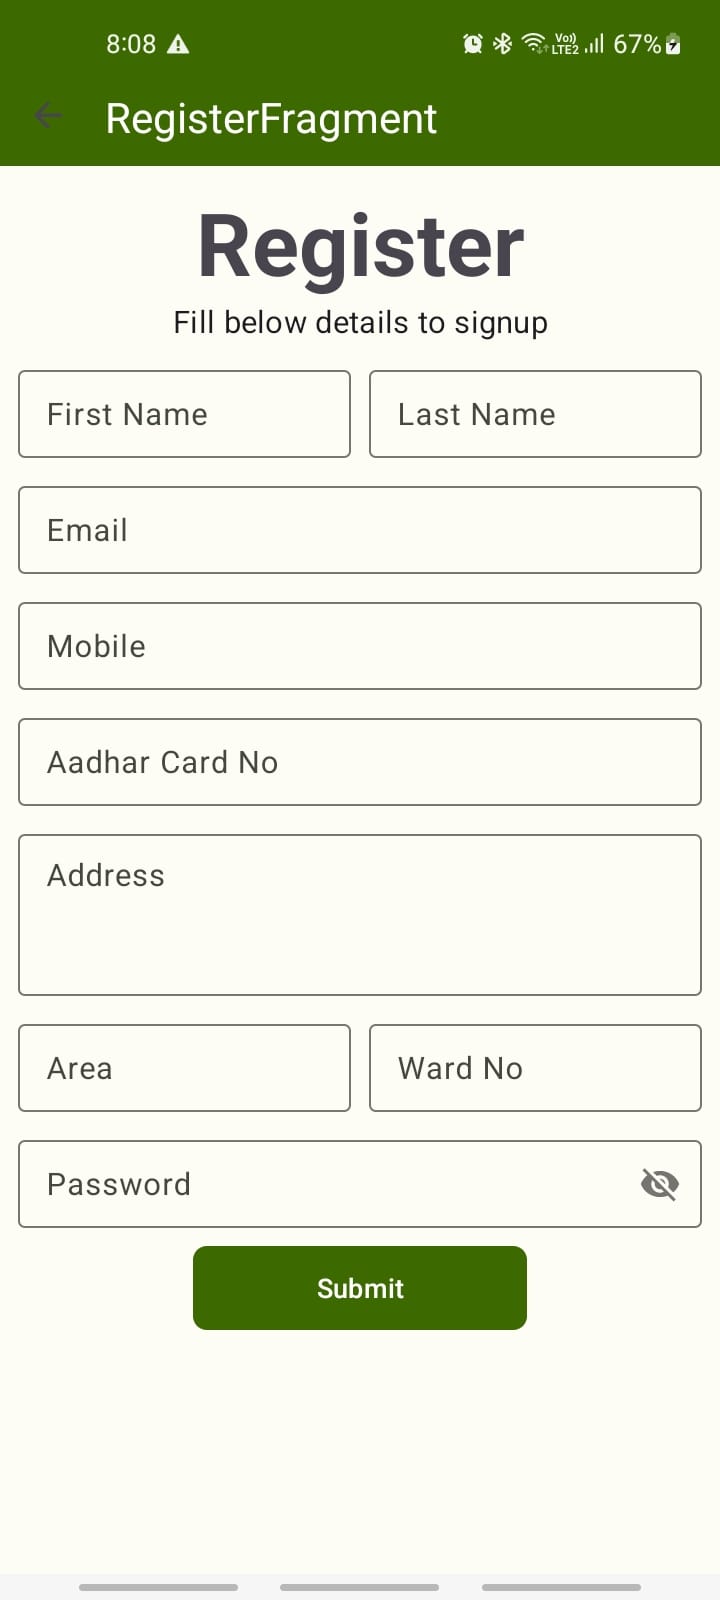 8:08 Vo)) LTE2 67%
RegisterFragment
Register
Fill below details to signup
First Name Last Name
Email
Mobile
Aadhar Card No
Address
Area Ward No
Password
Submit